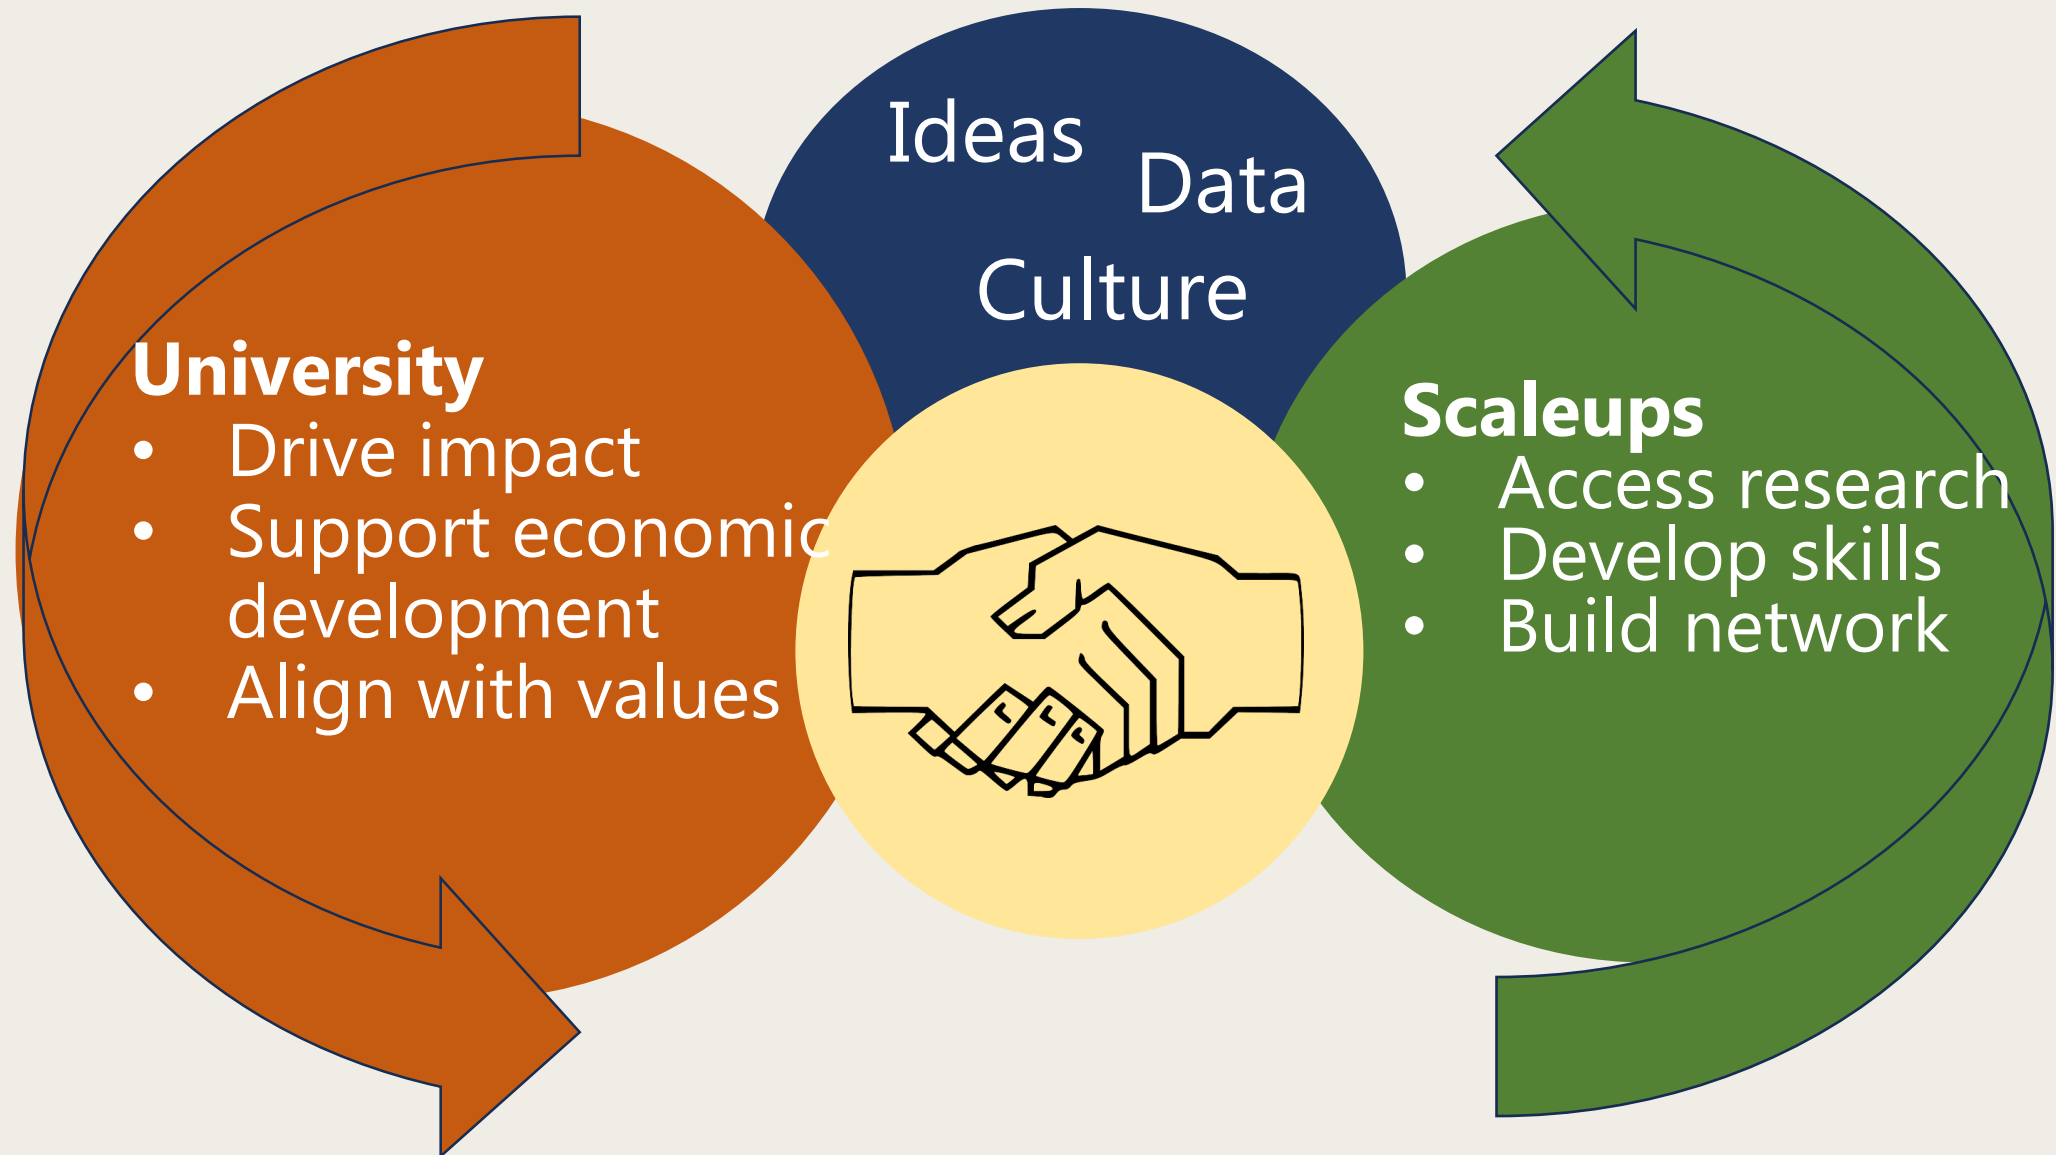 Ideas
Data
Culture
University
• Drive impact
• Support economic
development
• Align with values
Scaleups
• Access research
• Develop skills
• Build network